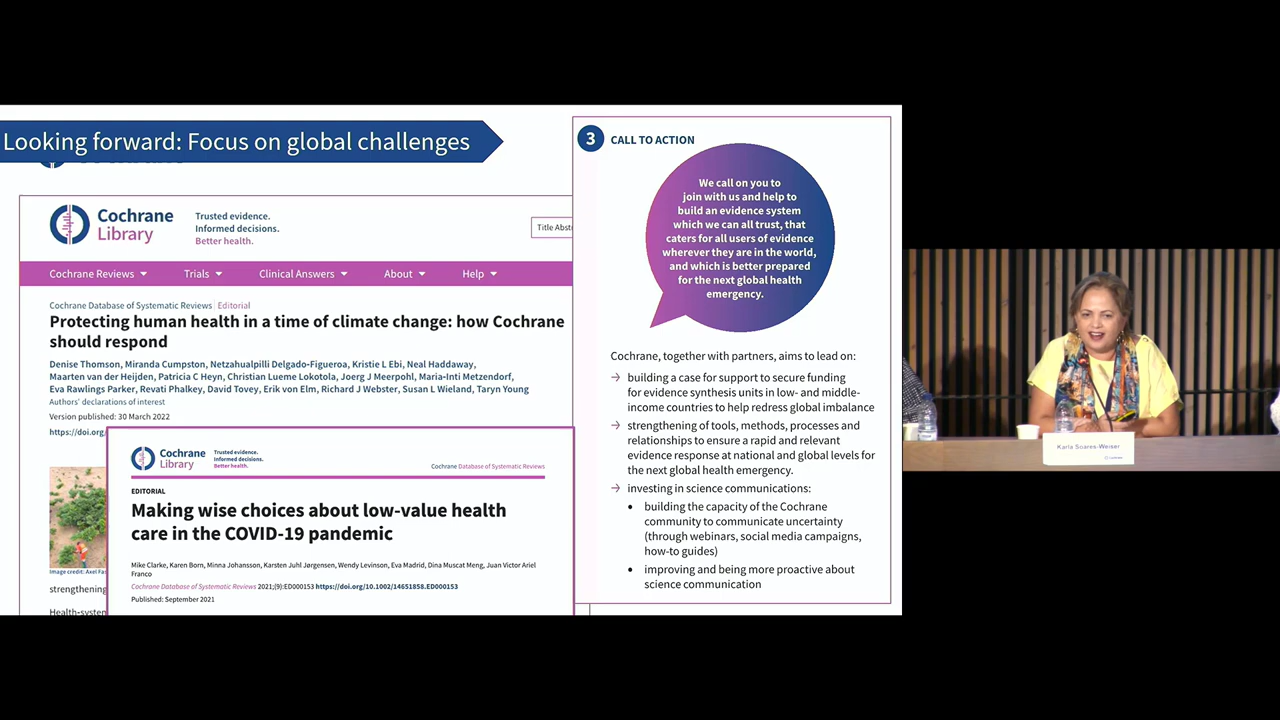 Looking forward: Focus on global challenges
Cochrane
Library
Trusted evidence.
Informed decisions.
Better health.
Title Abst
Cochrane Reviews
Trials
Clinical Answers
About
Help
Cochrane Database of Systematic Reviews | Editorial
Protecting human health in a time of climate change: how Cochrane
should respond
Denise Thomson, Miranda Cumpston, Netzahualpilli Delgado-Figueroa, Kristie L Ebi, Neal Haddaway,
Maarten van der Heijden, Patricia C Heyn, Christian Lueme Lokotola, Joerg J Meerpohl, Maria-Inti Metzendorf,
Eva Rawlings Parker, Revati Phalkey, David Tovey, Erik von Elm, Richard J Webster, Susan L Wieland, Taryn Young
Authors' declarations of interest
Version published: 30 March 2022
https://doi.org/
Image credit: Axel Fa
strengthening
Health-system
Cochrane
Library
Trusted evidence.
Informed decisions.
Better health.
Cochrane Database of Systematic Reviews
EDITORIAL
Making wise choices about low-value health
care in the COVID-19 pandemic
Mike Clarke, Karen Born, Minna Johansson, Karsten Juhl Jørgensen, Wendy Levinson, Eva Madrid, Dina Muscat Meng, Juan Victor Ariel
Franco
Cochrane Database of Systematic Reviews 2021;(9):ED000153 https://doi.org/10.1002/14651858.ED000153
Published: September 2021
3 CALL TO ACTION
We call on you to
join with us and help to
build an evidence system
which we can all trust, that
caters for all users of evidence
wherever they are in the world,
and which is better prepared
for the next global health
emergency.
Cochrane, together with partners, aims to lead on:
→ building a case for support to secure funding
for evidence synthesis units in low- and middle-
income countries to help redress global imbalance
→ strengthening of tools, methods, processes and
relationships to ensure a rapid and relevant
evidence response at national and global levels for
the next global health emergency.
→ investing in science communications:
• building the capacity of the Cochrane
community to communicate uncertainty
(through webinars, social media campaigns,
how-to guides)
• improving and being more proactive about
science communication
Karla Soares-Weiser